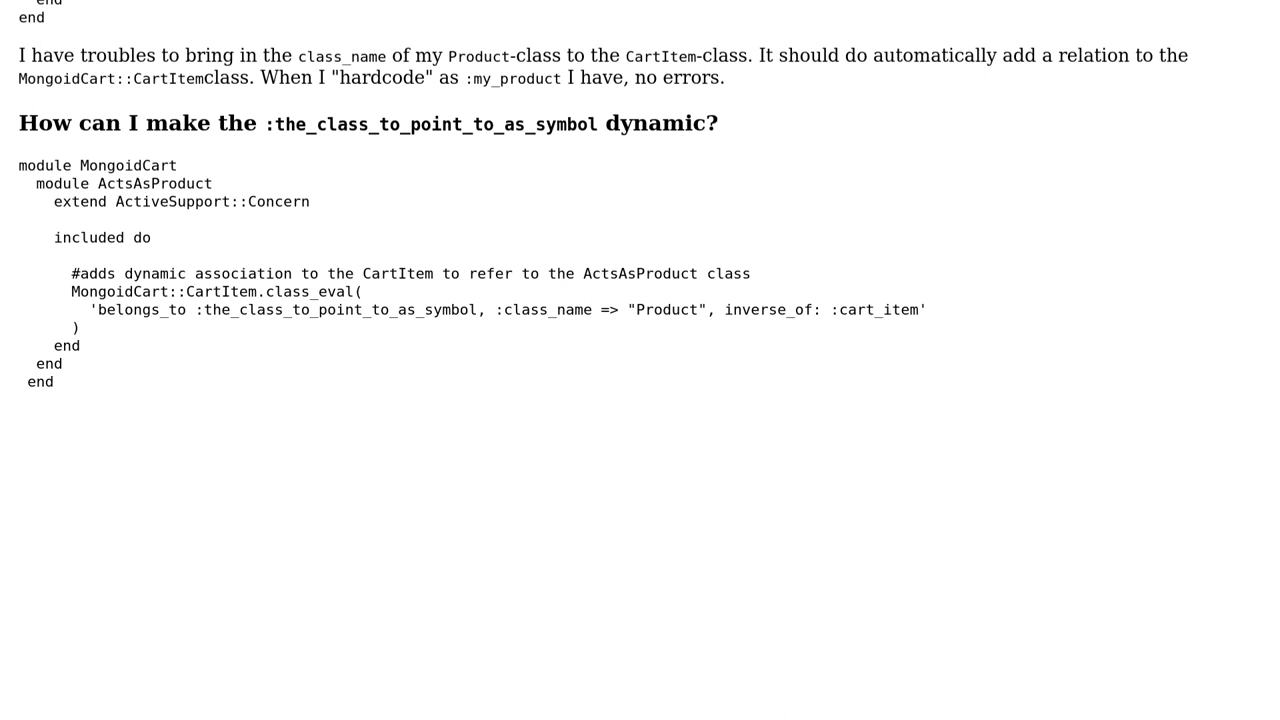 end
end
I have troubles to bring in the class_name of my Product-class to the CartItem-class. It should do automatically add a relation to the
MongoidCart::CartItemclass. When I "hardcode" as :my_product I have, no errors.
How can I make the :the_class_to_point_to_as_symbol dynamic?
module MongoidCart
  module ActsAsProduct
    extend ActiveSupport::Concern
    included do
      #adds dynamic association to the CartItem to refer to the ActsAsProduct class
      MongoidCart::CartItem.class_eval(
        'belongs_to :the_class_to_point_to_as_symbol, :class_name => "Product", inverse_of: :cart_item'
      )
    end
  end
 end